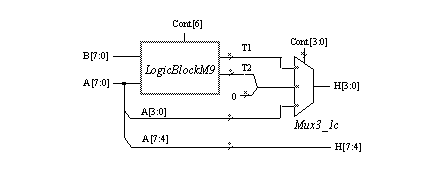 Cont[6]
Cont[3:0]
B[7:0]
T1
LogicBlockM9
T2
A[7:0]
H[3:0]
0
A[3:0]
Mux3_1c
A[7:4]
H[7:4]